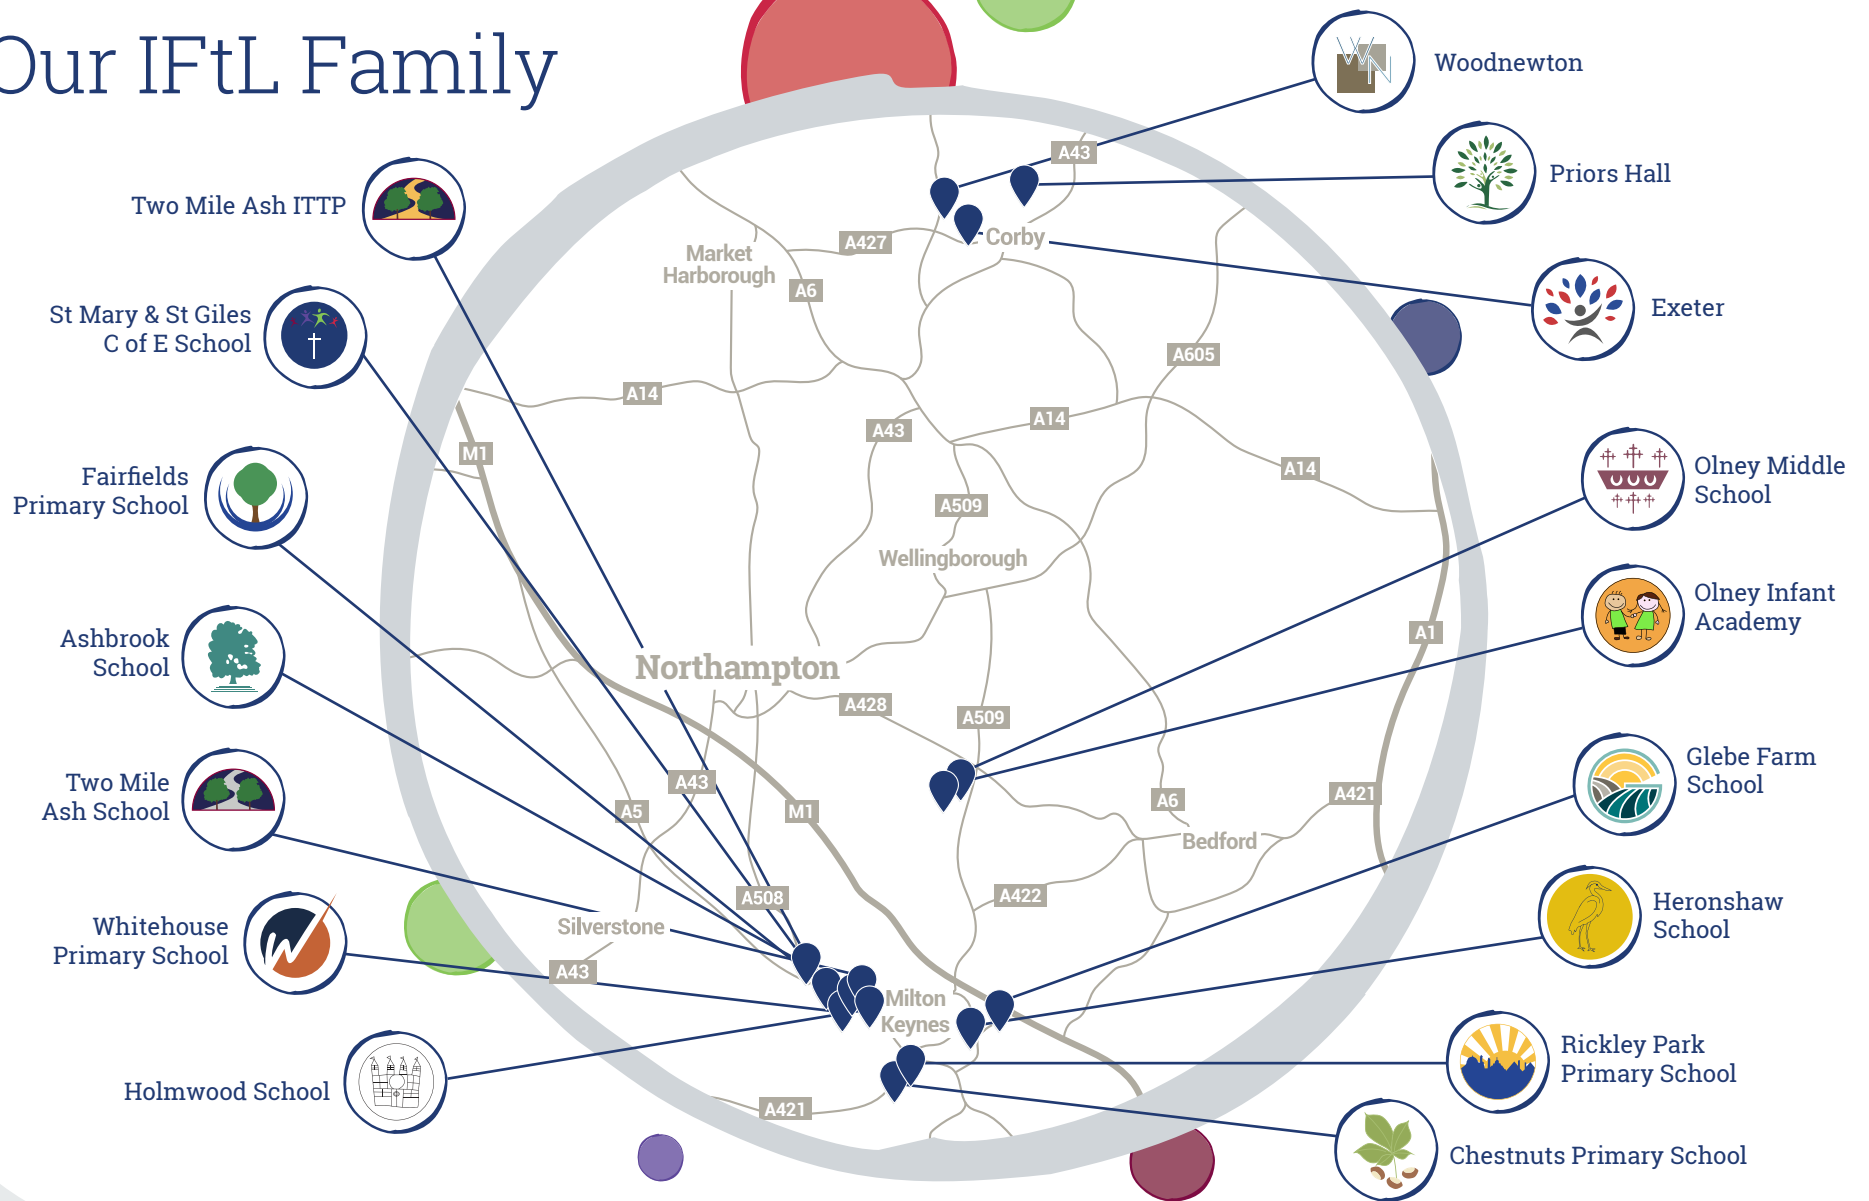 Our IFtL Family
Woodnewton
WN
Priors Hall
Exeter
Olney Middle
School
Olney Infant
Academy
Glebe Farm
School
Heronshaw
School
Rickley Park
Primary School
Chestnuts Primary School
Two Mile Ash ITTP
St Mary & St Giles
C of E School
Fairfields
Primary School
Ashbrook
School
Two Mile
Ash School
Whitehouse
Primary School
W
Holmwood School
A43
Corby
A427
Market
Harborough
A6
A605
A14
A14
A43
A14
M1
A509
Wellingborough
A1
Northampton
A428
A509
A43
A5
M1
A6
A421
Bedford
A508
A422
Silverstone
A43
Milton
Keynes
A421